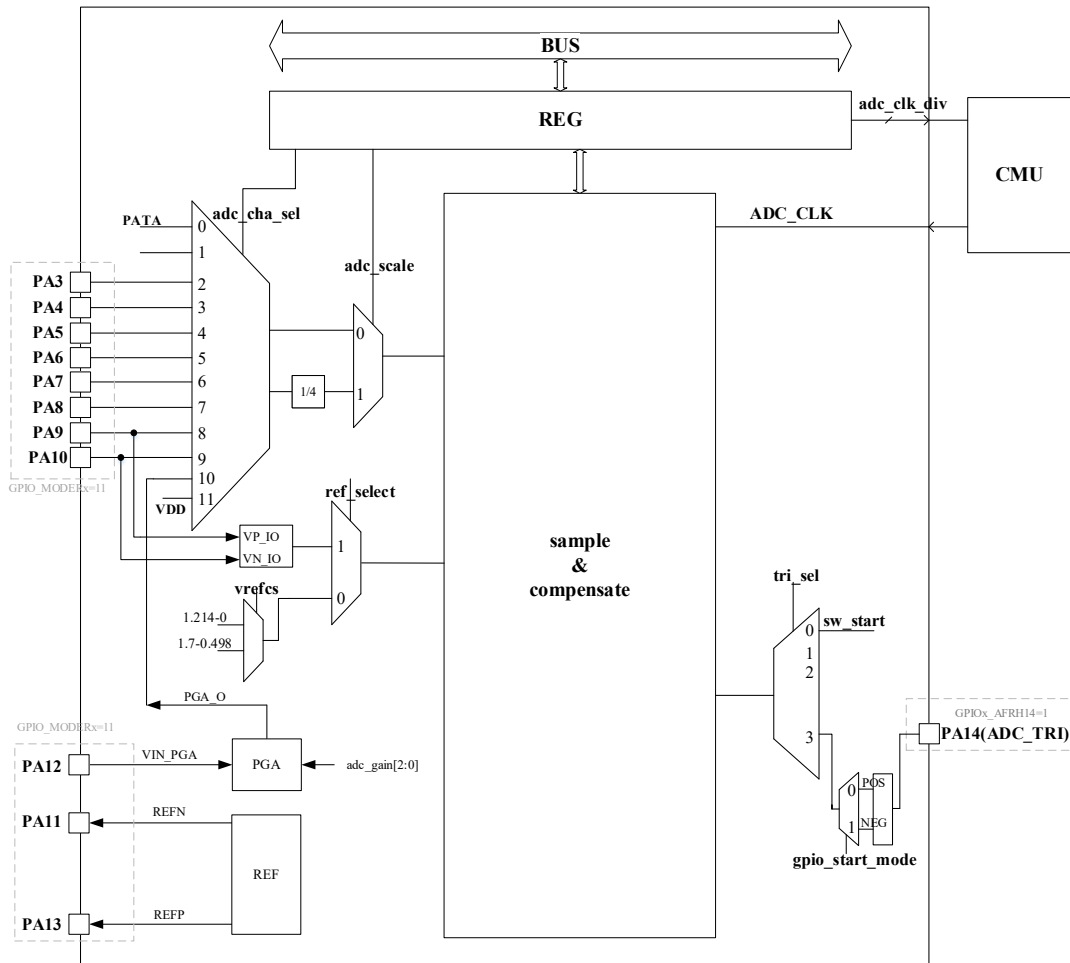 BUS
REG
adc_clk_div
CMU
ADC_CLK
adc_cha_sel
adc_scale
PATA
0
1
2
3
4
5
6
7
8
9
10
11
VDD
PA3
PA4
PA5
PA6
PA7
PA8
PA9
PA10
GPIO_MODERx=11
1/4
0
1
ref_select
VP_IO
VN_IO
1
0
vrefcs
1.214-0
1.7-0.498
sample
&
compensate
tri_sel
0
1
2
3
sw_start
GPIOx_AFRH14=1
PA14(ADC_TRI)
0
POS
1
NEG
gpio_start_mode
PGA_O
GPIO_MODERx=11
PA12
VIN_PGA
PGA
adc_gain[2:0]
PA11
REFN
REF
PA13
REFP